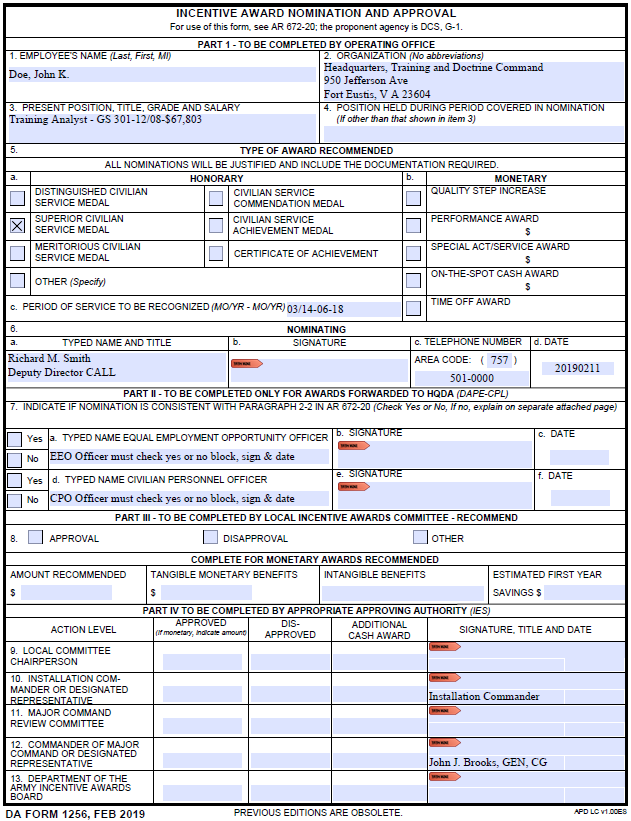 INCENTIVE AWARD NOMINATION AND APPROVAL
For use of this form, see AR 672-20; the proponent agency is DCS, G-1.
PART 1 - TO BE COMPLETED BY OPERATING OFFICE
1. EMPLOYEE'S NAME (Last, First, MI)
Doe, John K.
2. ORGANIZATION (No abbreviations)
Headquarters, Training and Doctrine Command
950 Jefferson Ave
Fort Eustis, V A 23604
3. PRESENT POSITION, TITLE, GRADE AND SALARY
Training Analyst - GS 301-12/08-$67,803
4. POSITION HELD DURING PERIOD COVERED IN NOMINATION
(If other than that shown in item 3)
5. TYPE OF AWARD RECOMMENDED
ALL NOMINATIONS WILL BE JUSTIFIED AND INCLUDE THE DOCUMENTATION REQUIRED.
a. HONORARY
b. MONETARY
DISTINGUISHED CIVILIAN
SERVICE MEDAL
CIVILIAN SERVICE
COMMENDATION MEDAL
QUALITY STEP INCREASE
SUPERIOR CIVILIAN
SERVICE MEDAL
CIVILIAN SERVICE
ACHIEVEMENT MEDAL
PERFORMANCE AWARD
$
MERITORIOUS CIVILIAN
SERVICE MEDAL
CERTIFICATE OF ACHIEVEMENT
SPECIAL ACT/SERVICE AWARD
$
OTHER (Specify)
ON-THE-SPOT CASH AWARD
$
c. PERIOD OF SERVICE TO BE RECOGNIZED (MO/YR - MO/YR) 03/14-06-18
TIME OFF AWARD
6. NOMINATING
a. TYPED NAME AND TITLE
Richard M. Smith
Deputy Director CALL
b. SIGNATURE
c. TELEPHONE NUMBER
AREA CODE: ( 757 )
501-0000
d. DATE
20190211
PART II - TO BE COMPLETED ONLY FOR AWARDS FORWARDED TO HQDA (DAPE-CPL)
7. INDICATE IF NOMINATION IS CONSISTENT WITH PARAGRAPH 2-2 IN AR 672-20 (Check Yes or No, If no, explain on separate attached page)
Yes
No
a. TYPED NAME EQUAL EMPLOYMENT OPPORTUNITY OFFICER
EEO Officer must check yes or no block, sign & date
b. SIGNATURE
c. DATE
Yes
No
d. TYPED NAME CIVILIAN PERSONNEL OFFICER
CPO Officer must check yes or no block, sign & date
e. SIGNATURE
f. DATE
PART III - TO BE COMPLETED BY LOCAL INCENTIVE AWARDS COMMITTEE - RECOMMEND
8. APPROVAL DISAPPROVAL OTHER
COMPLETE FOR MONETARY AWARDS RECOMMENDED
AMOUNT RECOMMENDED
$
TANGIBLE MONETARY BENEFITS
$
INTANGIBLE BENEFITS
ESTIMATED FIRST YEAR
SAVINGS $
PART IV TO BE COMPLETED BY APPROPRIATE APPROVING AUTHORITY (IES)
ACTION LEVEL
APPROVED
(If monetary, indicate amount)
DIS-
APPROVED
ADDITIONAL
CASH AWARD
SIGNATURE, TITLE AND DATE
9. LOCAL COMMITTEE
CHAIRPERSON
10. INSTALLATION COM-
MANDER OR DESIGNATED
REPRESENTATIVE
Installation Commander
11. MAJOR COMMAND
REVIEW COMMITTEE
12. COMMANDER OF MAJOR
COMMAND OR DESIGNATED
REPRESENTATIVE
John J. Brooks, GEN, CG
13. DEPARTMENT OF THE
ARMY INCENTIVE AWARDS
BOARD
DA FORM 1256, FEB 2019
PREVIOUS EDITIONS ARE OBSOLETE.
APD LC v1.00ES